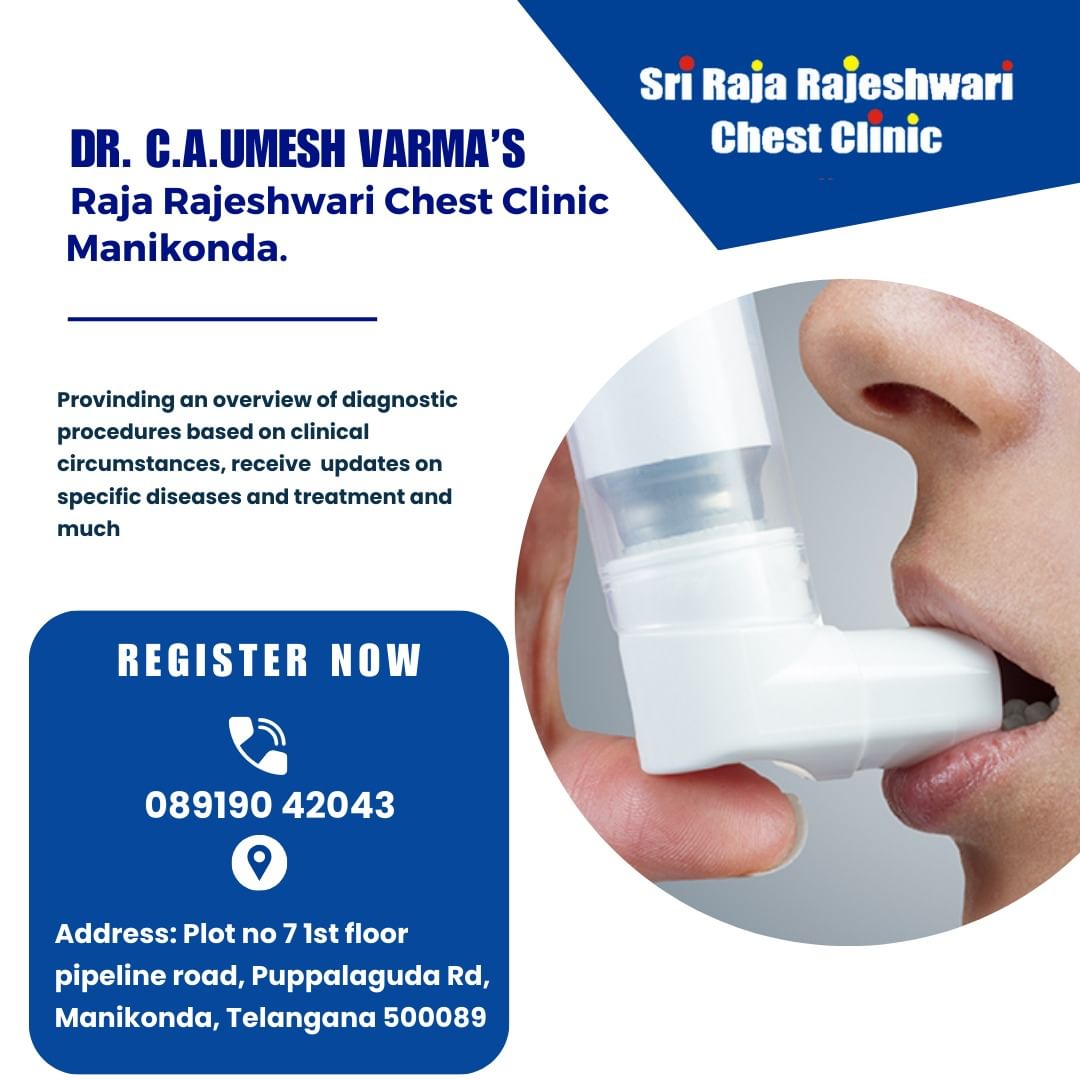 Sri Raja Rajeshwari
Chest Clinic
DR. C.A.UMESH VARMA'S
Raja Rajeshwari Chest Clinic
Manikonda.
Provinding an overview of diagnostic
procedures based on clinical
circumstances, receive updates on
specific diseases and treatment and
much
REGISTER NOW
089190 42043
Address: Plot no 7 1st floor
pipeline road, Puppalaguda Rd,
Manikonda, Telangana 500089